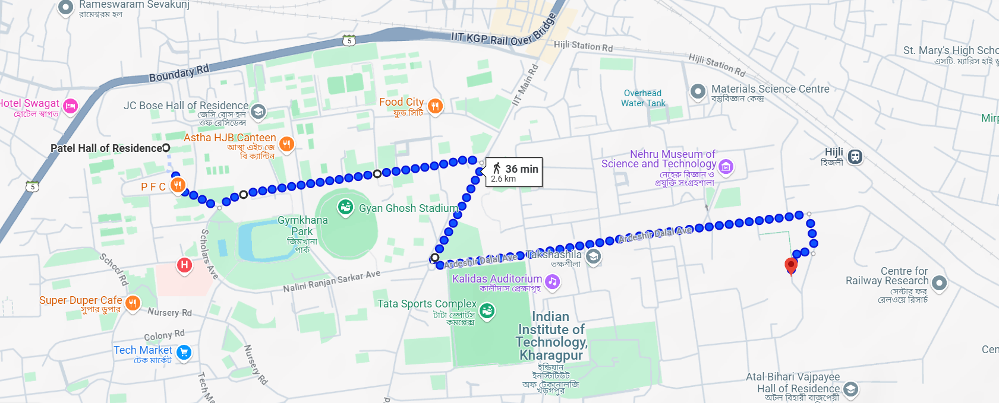 Rameswaram Sevakunj
রামেশ্বরম হল
5
IIT KGP Rail Over Bridge
Hijli Station Rd
Hijli Station Rd
St. Mary's High Scho
Boundary Rd
IIT Main Rd
Materials Science Centre
বস্তুবিজ্ঞান কেন্দ্র
Overhead
Water Tank
Hotel Swagat
হোটেল স্বাগত
JC Bose Hall of Residence
জেসি বোস হল
ওফ রেসিডেন্স
Food City
ফুড সিটি
Mirp
Astha HJB Canteen
আস্থা এইচ জে
বি ক্যান্টিন
Patel Hall of Residence
Nehru Museum of
Science and Technology
নেহেরু বিজ্ঞান ও
প্রযুক্তি সংগ্রহশালা
Hijli
হিজলী
36 min
2.6 km
5
P F C
Gyan Ghosh Stadium
Gymkhana
Park
জিমখানা
পার্ক
Scholars Ave
Ardeshir Dalal Ave
Ardeshir Dalal Ave
Takshashila
তক্ষশীলা
School Rd
H
Nalini Ranjan Sarkar Ave
Kalidas Auditorium
কালীদাস প্রেক্ষাগৃহ
Centre for
Railway Research
সেন্টার ফর
রেলওয়ে রিসার্চ
Super Duper Cafe
সুপার ডুপার
Nursery Rd
Tata Sports Complex
টাটা স্পোর্টস
কমপ্লেক্স
Indian
Institute of
Technology,
Kharagpur
ইন্ডিয়ান
ইনস্টিটিউট
অফ টেকনোলজি
খড়গপুর
Colony Rd
Tech Market
টেক মার্কেট
Nursery Rd
Cen
Tech Ma
Rd
Atal Bihari Vajpayee
Hall of Residence
অটল বিহারী বাজপেয়ী